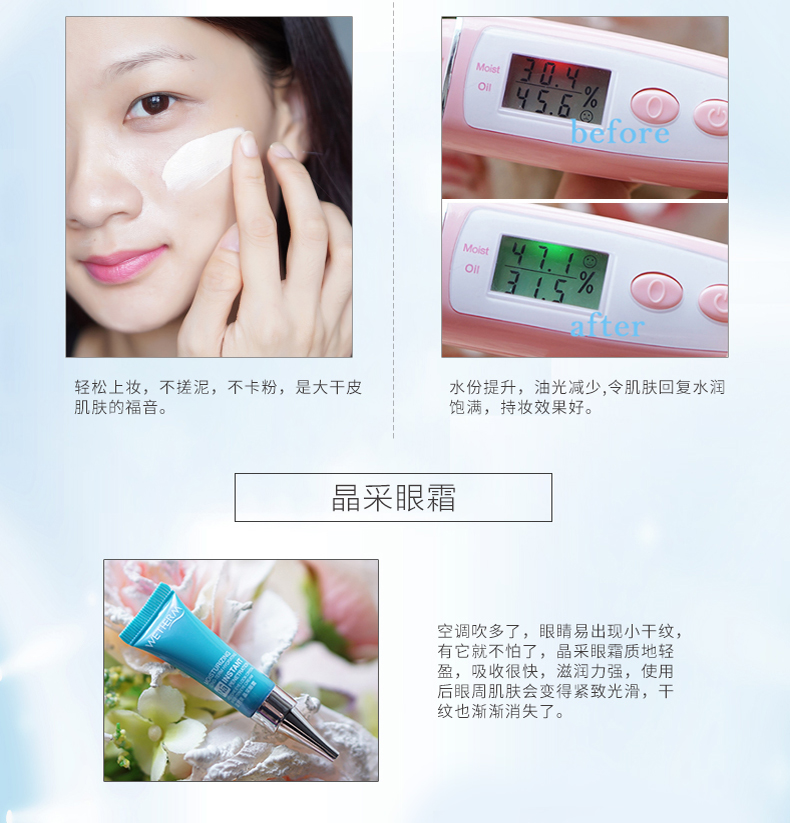 Moist
Oil
30.4
45.6 %
before
Moist
Oil
47.1
31.5 %
after
轻松上妆，不搓泥，不卡粉，是大干皮
肌肤的福音。
水份提升，油光减少,令肌肤回复水润
饱满，持妆效果好。
晶采眼霜
WETHERM
MOISTURIZING
INSTANT
空调吹多了，眼睛易出现小干纹，
有它就不怕了，晶采眼霜质地轻
盈，吸收很快，滋润力强，使用
后眼周肌肤会变得紧致光滑，干
纹也渐渐消失了。